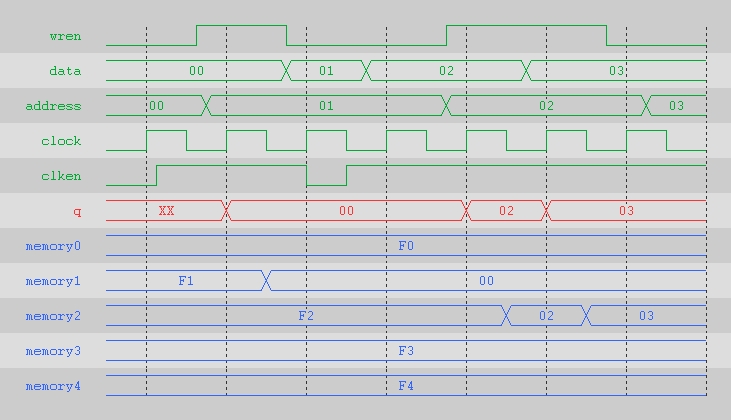 wren
data 00 01 02 03
address 00 01 02 03
clock
clken
q XX 00 02 03
memory0 F0
memory1 F1 00
memory2 F2 02 03
memory3 F3
memory4 F4